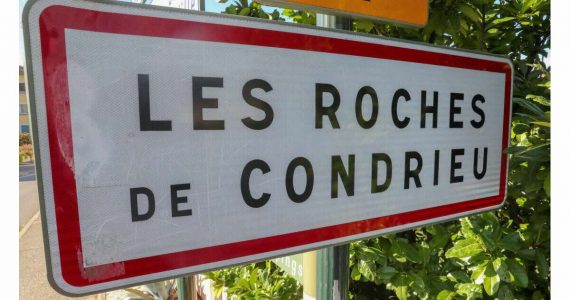 LES ROCHES
DE CONDRIEU